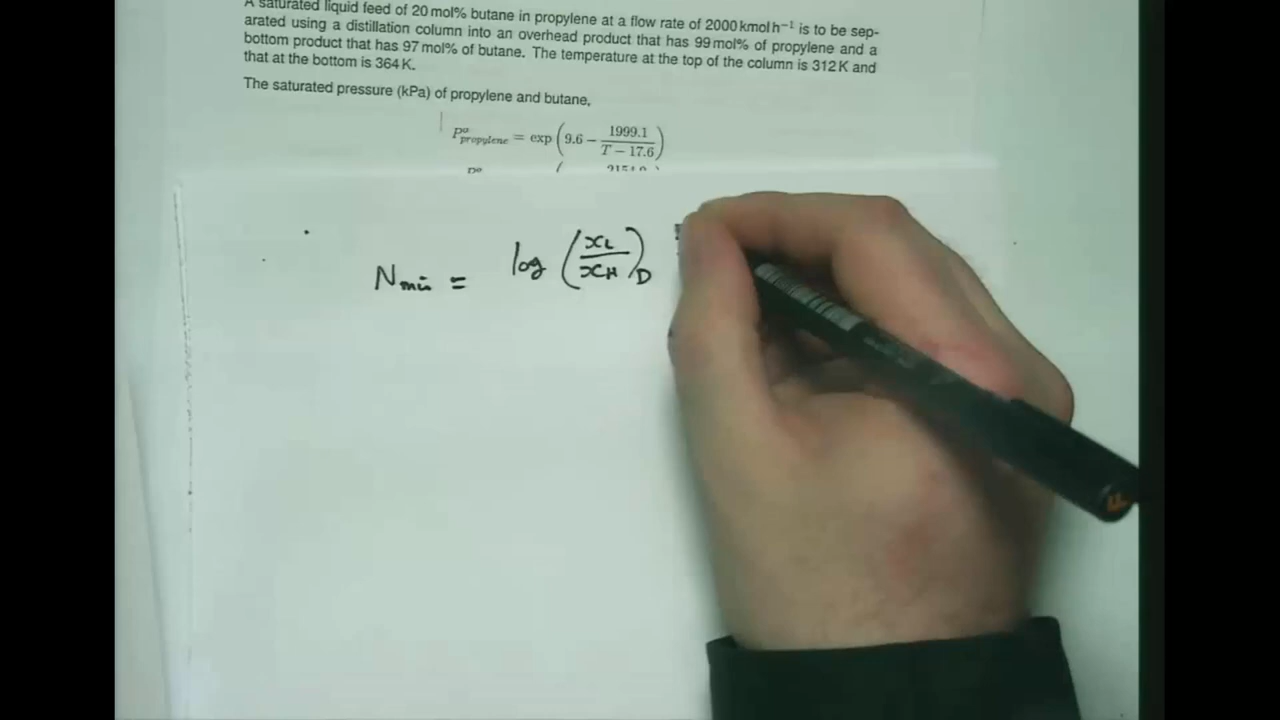 A saturated liquid feed of 20 mol% butane in propylene at a flow rate of 2000 kmol h⁻¹ is to be sep-
arated using a distillation column into an overhead product that has 99 mol% of propylene and a
bottom product that has 97 mol% of butane. The temperature at the top of the column is 312 K and
that at the bottom is 364 K.
The saturated pressure (kPa) of propylene and butane,
P°propylene = exp(9.6 − 1999.1 / (T − 17.6))
Nmin = log (xL / xH)D